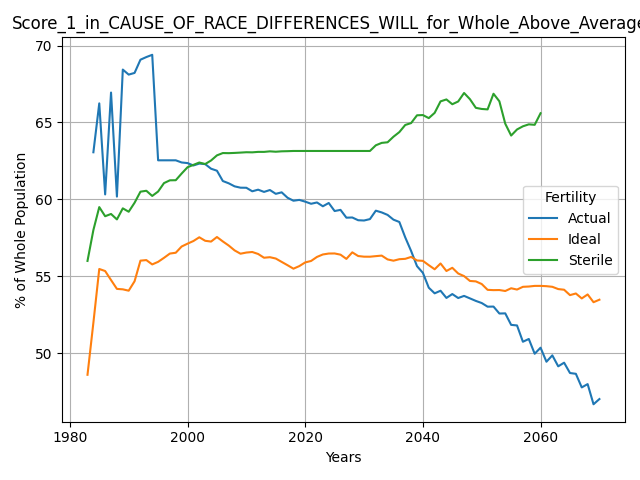 Score_1_in_CAUSE_OF_RACE_DIFFERENCES_WILL_for_Whole_Above_Average
70
65
60
55
50
% of Whole Population
Fertility
Actual
Ideal
Sterile
1980
2000
2020
2040
2060
Years